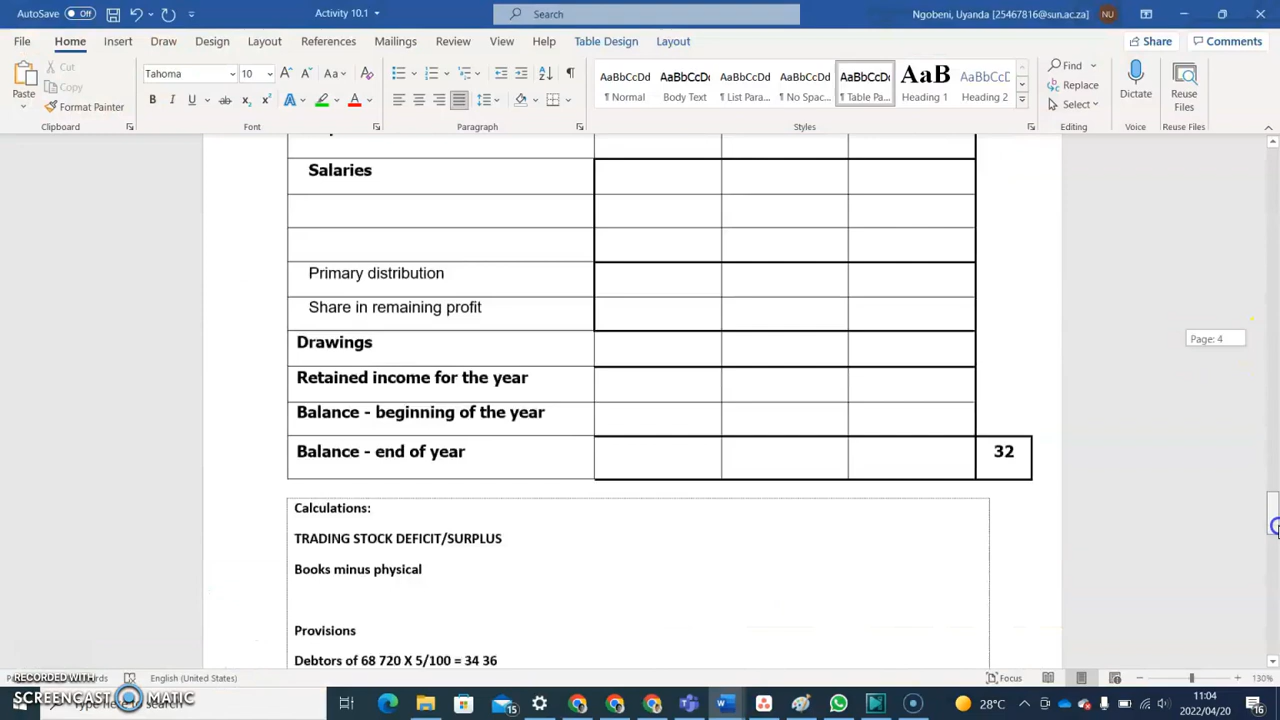 AutoSave Off Activity 10.1 Search Ngobeni, Uyanda (25467816@sun.ac.za) NU
File Home Insert Draw Design Layout References Mailings Review View Help Table Design Layout Share Comments
Paste Cut Copy Format Painter
Tahoma 10
AaBbCcDd AaBbCcDc AaBbCcDd AaBbCcDd AaBbCcDc AaB AaBbCcDd
¶ Normal Body Text ¶ List Para... ¶ No Spac... ¶ Table Pa... Heading 1 Heading 2
Find Replace Select
Dictate Reuse Files
Clipboard Font Paragraph Styles Editing Voice Reuse Files
Salaries
Primary distribution
Share in remaining profit
Drawings
Retained income for the year
Balance - beginning of the year
Balance - end of year 32
Page: 4
Calculations:
TRADING STOCK DEFICIT/SURPLUS
Books minus physical
Provisions
Debtors of 68 720 X 5/100 = 34 36
RECORDED WITH
English (United States) Focus 130%
SCREENCAST MATIC
15 28°C 11:04
2022/04/20 16